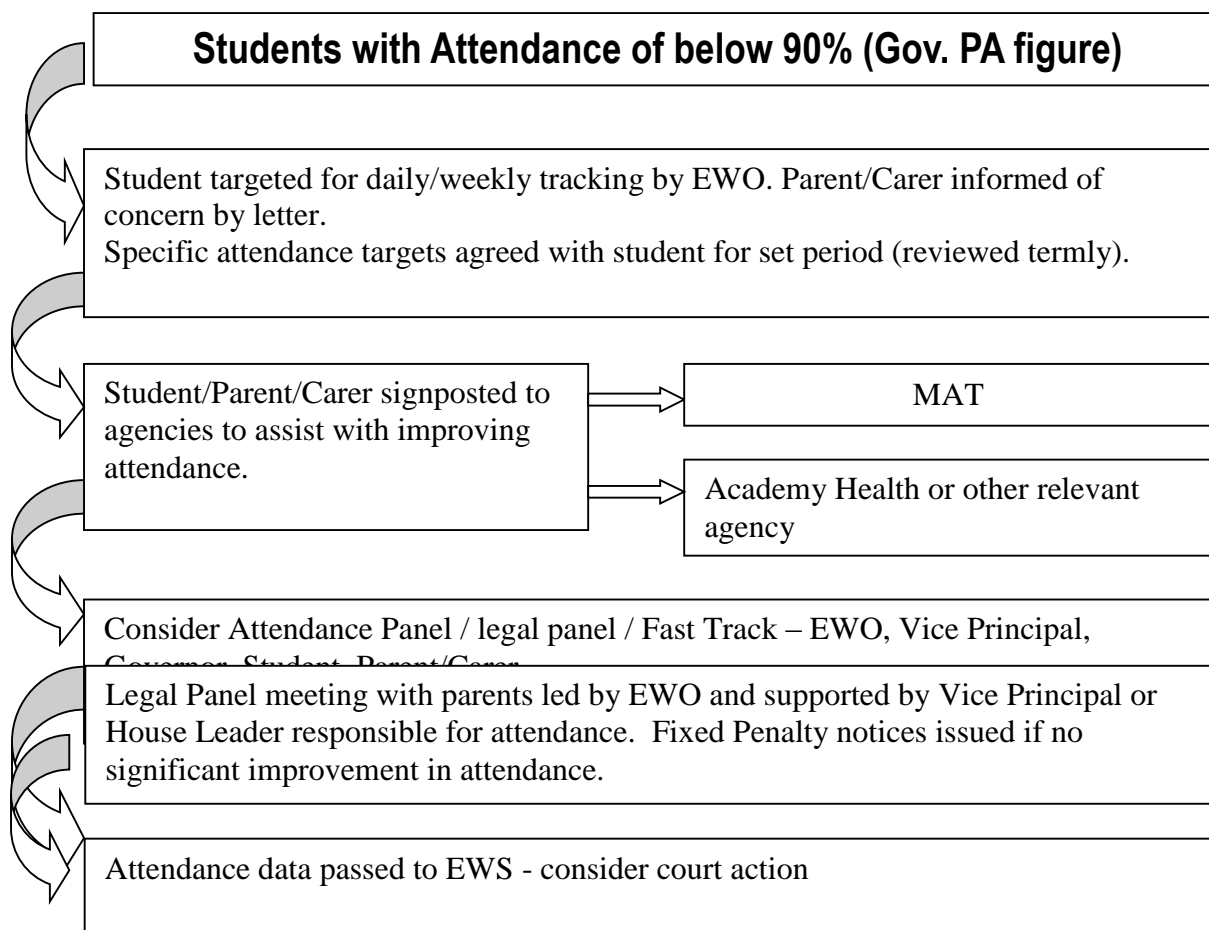 Students with Attendance of below 90% (Gov. PA figure)
Student targeted for daily/weekly tracking by EWO. Parent/Carer informed of
concern by letter.
Specific attendance targets agreed with student for set period (reviewed termly).
Student/Parent/Carer signposted to
agencies to assist with improving
attendance.
MAT
Academy Health or other relevant
agency
Consider Attendance Panel / legal panel / Fast Track – EWO, Vice Principal,
Governor, Student, Parent/Carer
Legal Panel meeting with parents led by EWO and supported by Vice Principal or
House Leader responsible for attendance.  Fixed Penalty notices issued if no
significant improvement in attendance.
Attendance data passed to EWS - consider court action